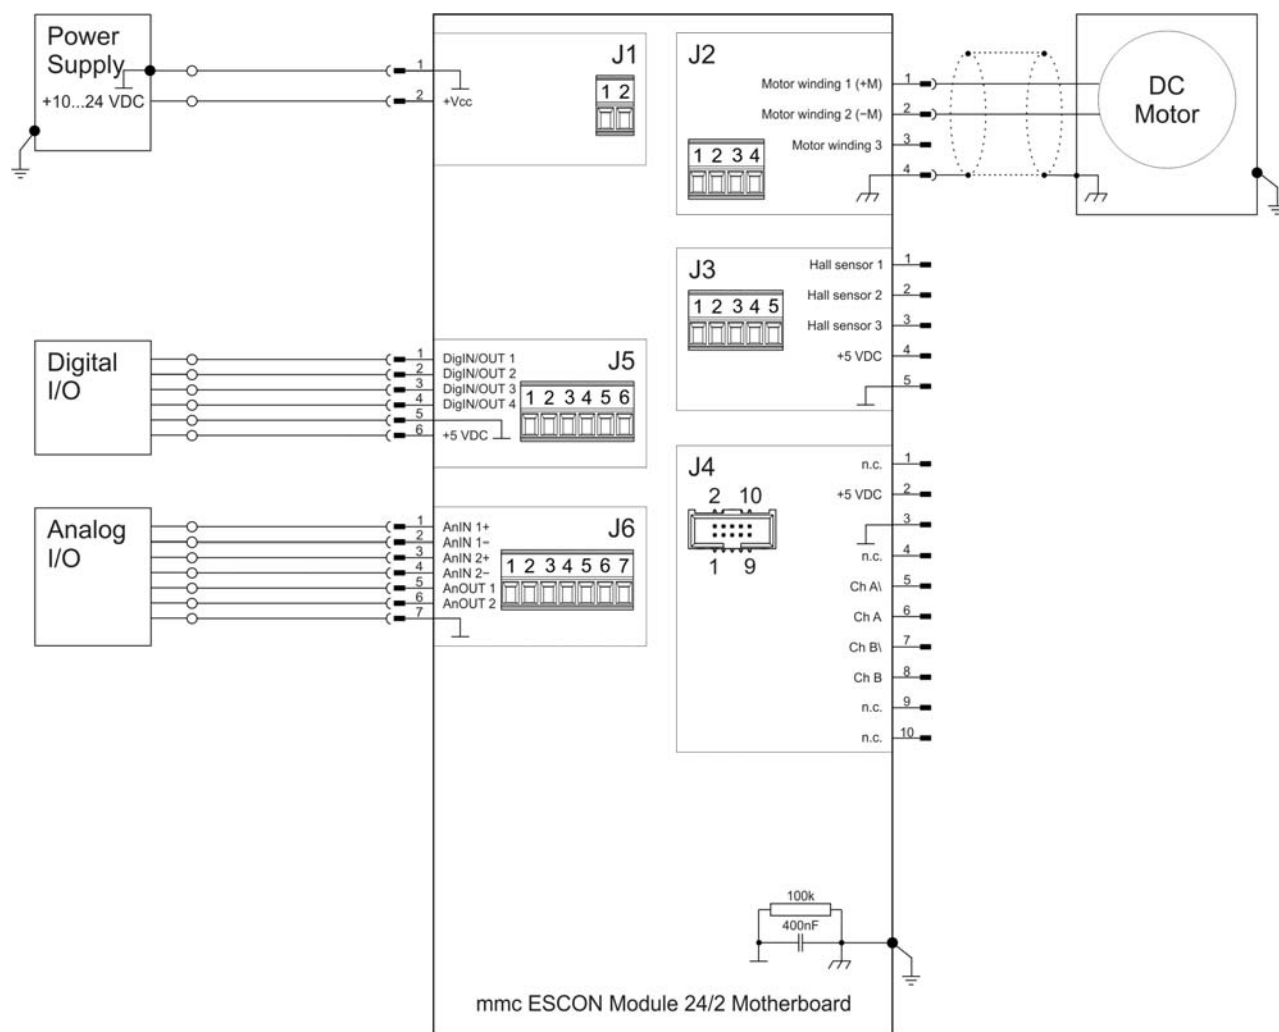 Power
Supply
+10...24 VDC
1
2
+Vcc
J1
1 2
J2
Motor winding 1 (+M)
Motor winding 2 (−M)
Motor winding 3
1 2 3 4
1
2
3
4
DC
Motor
J3
1 2 3 4 5
Hall sensor 1
Hall sensor 2
Hall sensor 3
+5 VDC
1
2
3
4
5
Digital
I/O
1
2
3
4
5
6
DigIN/OUT 1
DigIN/OUT 2
DigIN/OUT 3
DigIN/OUT 4
+5 VDC
J5
1 2 3 4 5 6
Analog
I/O
1
2
3
4
5
6
7
AnIN 1+
AnIN 1−
AnIN 2+
AnIN 2−
AnOUT 1
AnOUT 2
J6
1 2 3 4 5 6 7
J4
2 10
1 9
n.c.
+5 VDC
n.c.
Ch A\
Ch A
Ch B\
Ch B
n.c.
n.c.
1
2
3
4
5
6
7
8
9
10
100k
400nF
mmc ESCON Module 24/2 Motherboard